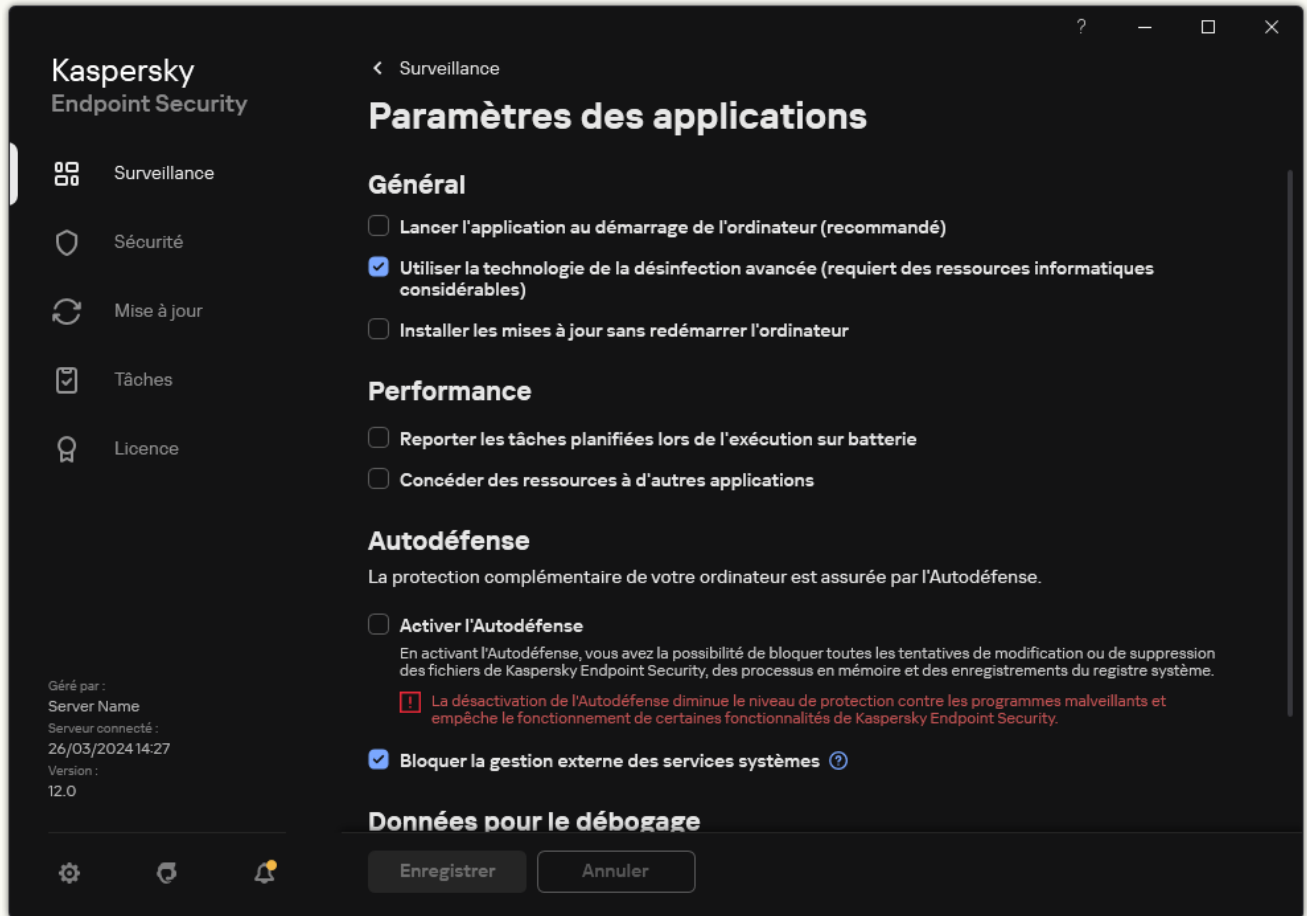 ?
Kaspersky
Endpoint Security
Surveillance
Sécurité
Mise à jour
Tâches
Licence
Géré par :
Server Name
Serveur connecté :
26/03/2024 14:27
Version :
12.0
Surveillance
Paramètres des applications
Général
Lancer l'application au démarrage de l'ordinateur (recommandé)
Utiliser la technologie de la désinfection avancée (requiert des ressources informatiques
considérables)
Installer les mises à jour sans redémarrer l'ordinateur
Performance
Reporter les tâches planifiées lors de l'exécution sur batterie
Concéder des ressources à d'autres applications
Autodéfense
La protection complémentaire de votre ordinateur est assurée par l'Autodéfense.
Activer l'Autodéfense
En activant l'Autodéfense, vous avez la possibilité de bloquer toutes les tentatives de modification ou de suppression
des fichiers de Kaspersky Endpoint Security, des processus en mémoire et des enregistrements du registre système.
! La désactivation de l'Autodéfense diminue le niveau de protection contre les programmes malveillants et
empêche le fonctionnement de certaines fonctionnalités de Kaspersky Endpoint Security.
Bloquer la gestion externe des services systèmes ?
Données pour le débogage
Enregistrer
Annuler